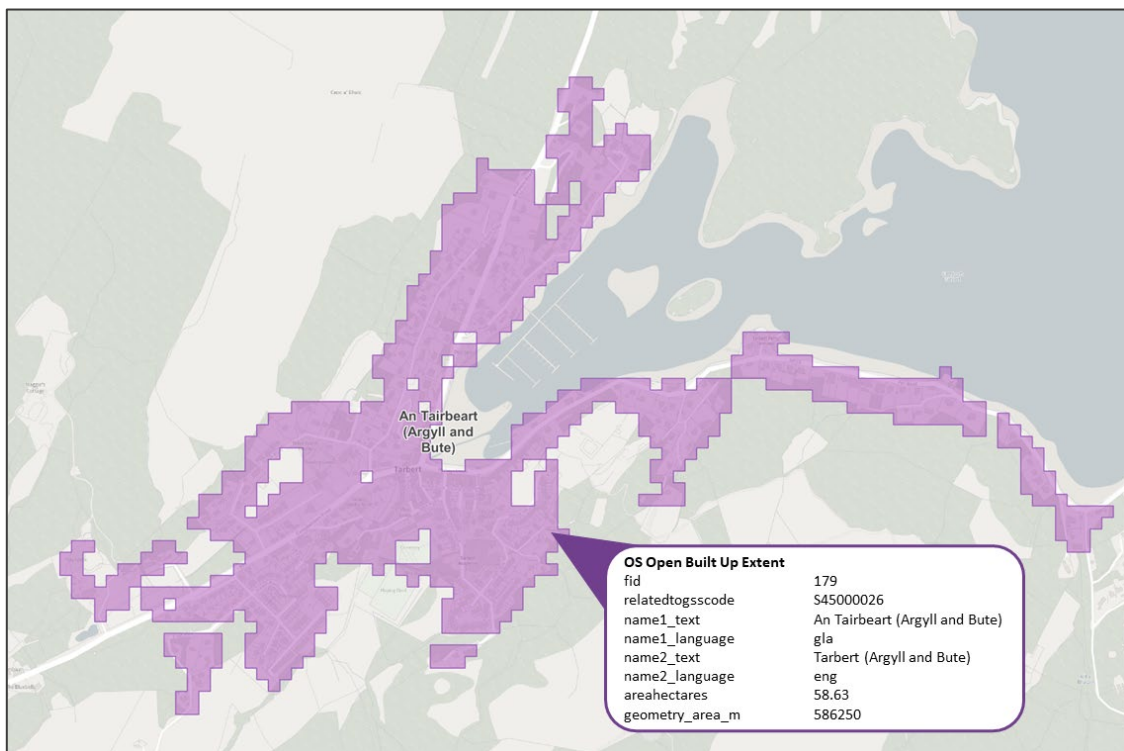 An Tairbeart
(Argyll and
Bute)
Tarbert
OS Open Built Up Extent
fid 179
relatedtogsscode S45000026
name1_text An Tairbeart (Argyll and Bute)
name1_language gla
name2_text Tarbert (Argyll and Bute)
name2_language eng
areahectares 58.63
geometry_area_m 586250